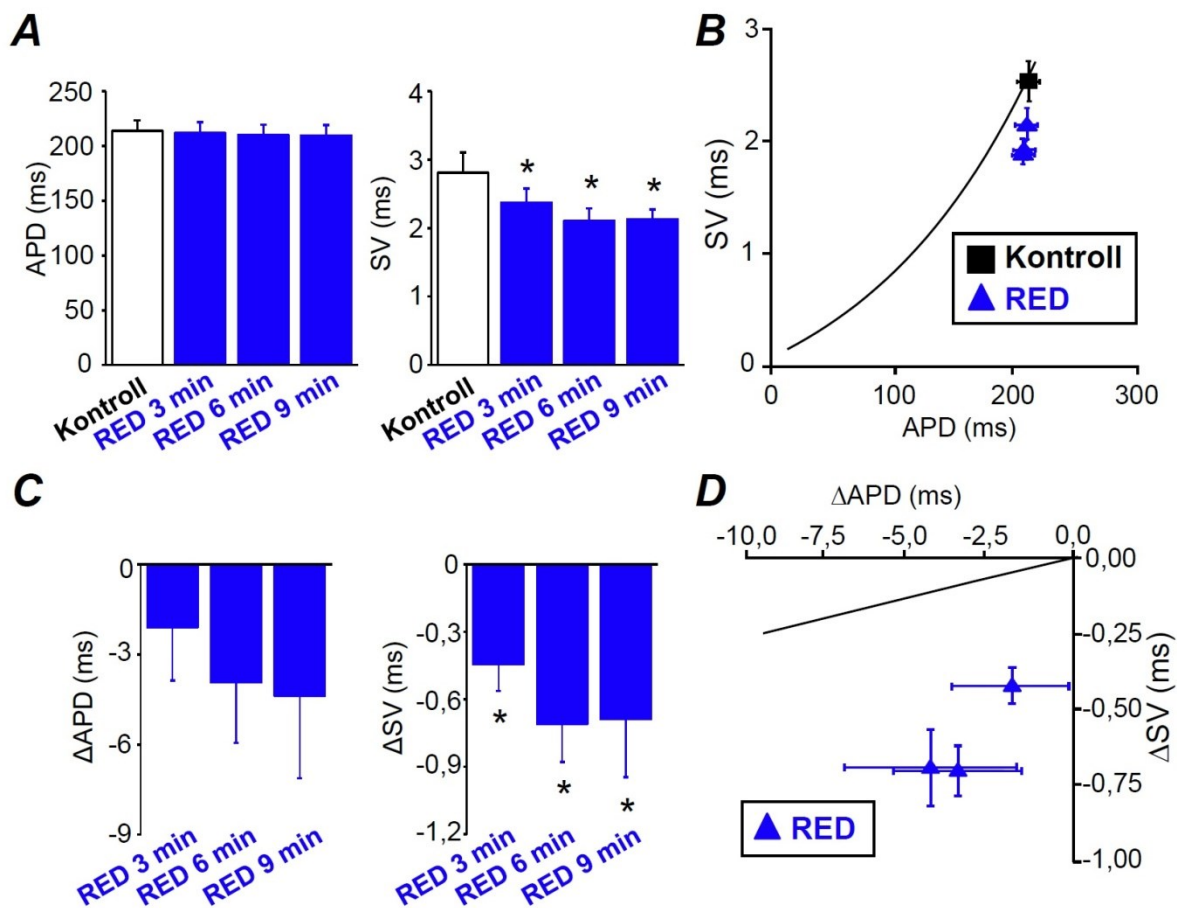 A
APD (ms)
250
200
150
100
50
0
Kontroll
RED 3 min
RED 6 min
RED 9 min
SV (ms)
4
3
2
1
0
*
*
*
Kontroll
RED 3 min
RED 6 min
RED 9 min
B
SV (ms)
3
2
1
0
0
100
200
300
APD (ms)
Kontroll
RED
C
ΔAPD (ms)
0
-3
-6
-9
RED 3 min
RED 6 min
RED 9 min
ΔSV (ms)
0
-0,3
-0,6
-0,9
-1,2
*
*
*
RED 3 min
RED 6 min
RED 9 min
D
ΔAPD (ms)
-10,0
-7,5
-5,0
-2,5
0,0
0,00
-0,25
-0,50
-0,75
-1,00
ΔSV (ms)
RED